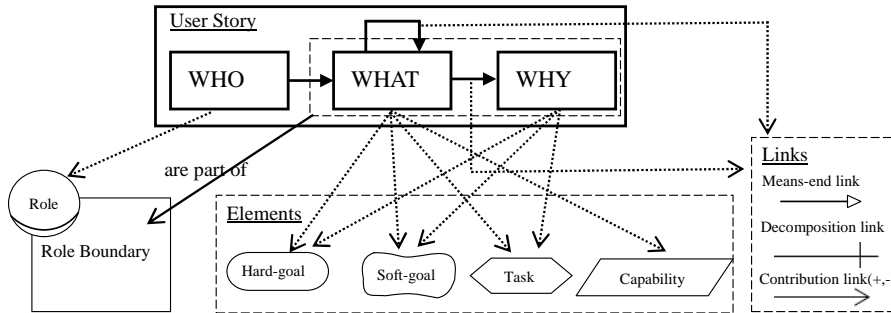 User Story
WHO
WHAT
WHY
are part of
Role
Role Boundary
Elements
Hard-goal
Soft-goal
Task
Capability
Links
Means-end link
Decomposition link
Contribution link(+,-